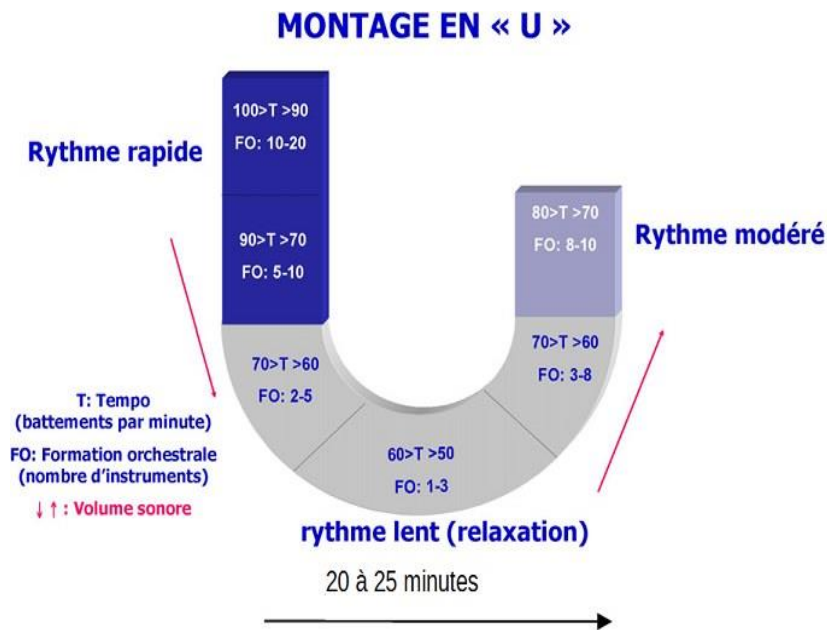 MONTAGE EN « U »
Rythme rapide
100>T >90
FO: 10-20
90>T >70
FO: 5-10
70>T >60
FO: 2-5
60>T >50
FO: 1-3
70>T >60
FO: 3-8
80>T >70
FO: 8-10
Rythme modéré
T: Tempo
(battements par minute)
FO: Formation orchestrale
(nombre d’instruments)
↓ ↑ : Volume sonore
rythme lent (relaxation)
20 à 25 minutes